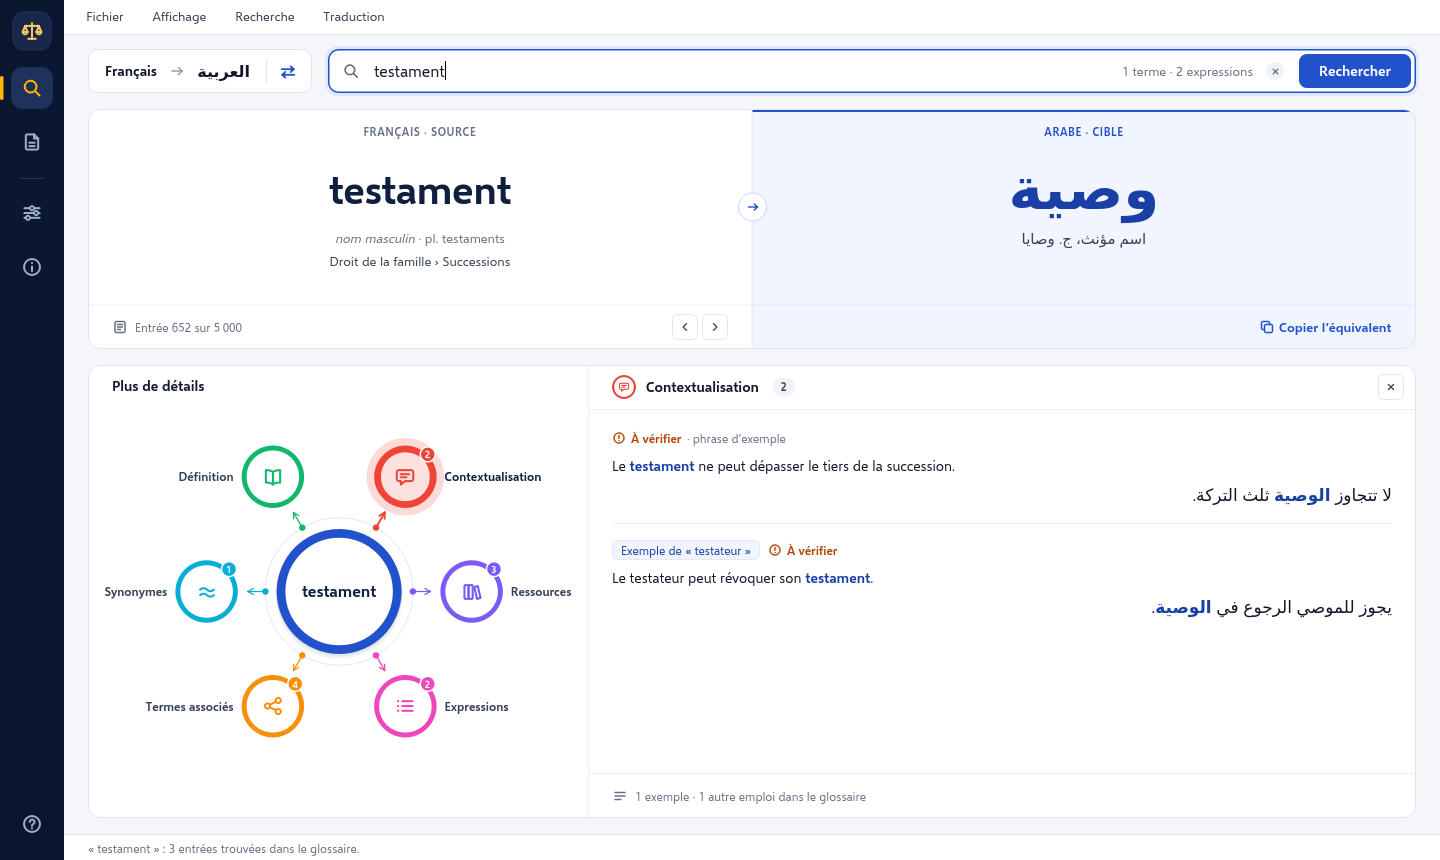 Fichier Affichage Recherche Traduction
Français → العربية
testament
1 terme · 2 expressions
Rechercher
FRANÇAIS · SOURCE
testament
nom masculin · pl. testaments
Droit de la famille › Successions
Entrée 652 sur 5 000
ARABE · CIBLE
وصية
اسم مؤنث، ج. وصايا
Copier l’équivalent
Plus de détails
Définition
2
Contextualisation
Synonymes
1
testament
3
Ressources
Termes associés
4
2
Expressions
Contextualisation 2
À vérifier · phrase d’exemple
Le testament ne peut dépasser le tiers de la succession.
لا تتجاوز الوصية ثلث التركة.
Exemple de « testateur » À vérifier
Le testateur peut révoquer son testament.
يجوز للموصي الرجوع في الوصية.
1 exemple · 1 autre emploi dans le glossaire
« testament » : 3 entrées trouvées dans le glossaire.